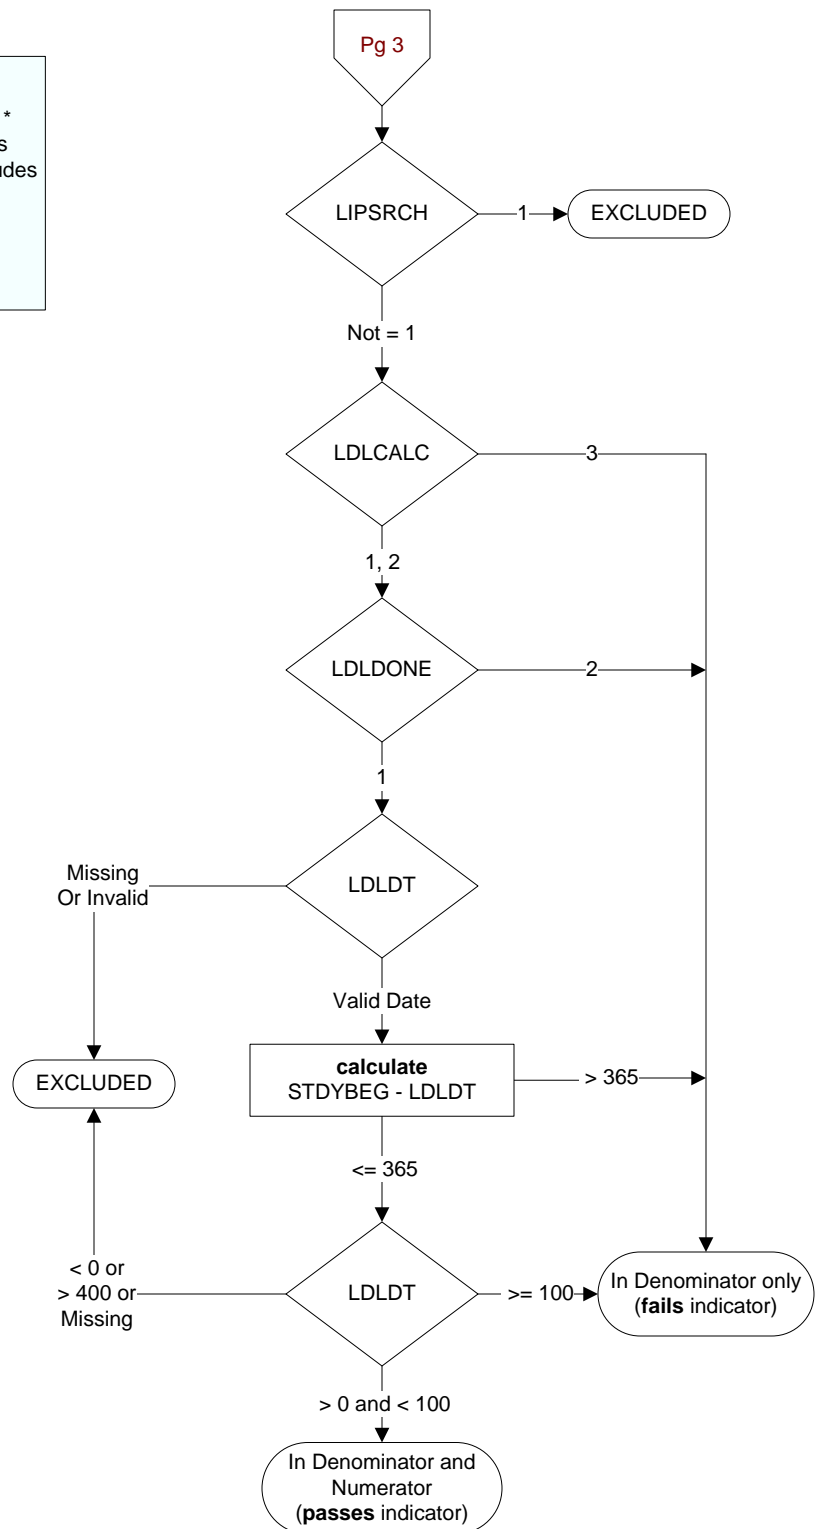 Pg 3
*
s
udes
LIPSRCH
1
EXCLUDED
Not = 1
LDLCALC
3
1, 2
LDLDONE
2
1
Missing
Or Invalid
LDLDT
Valid Date
EXCLUDED
calculate
STDYBEG - LDLDT
> 365
<= 365
< 0 or
> 400 or
Missing
LDLDT
>= 100
In Denominator only
(fails indicator)
> 0 and < 100
In Denominator and
Numerator
(passes indicator)